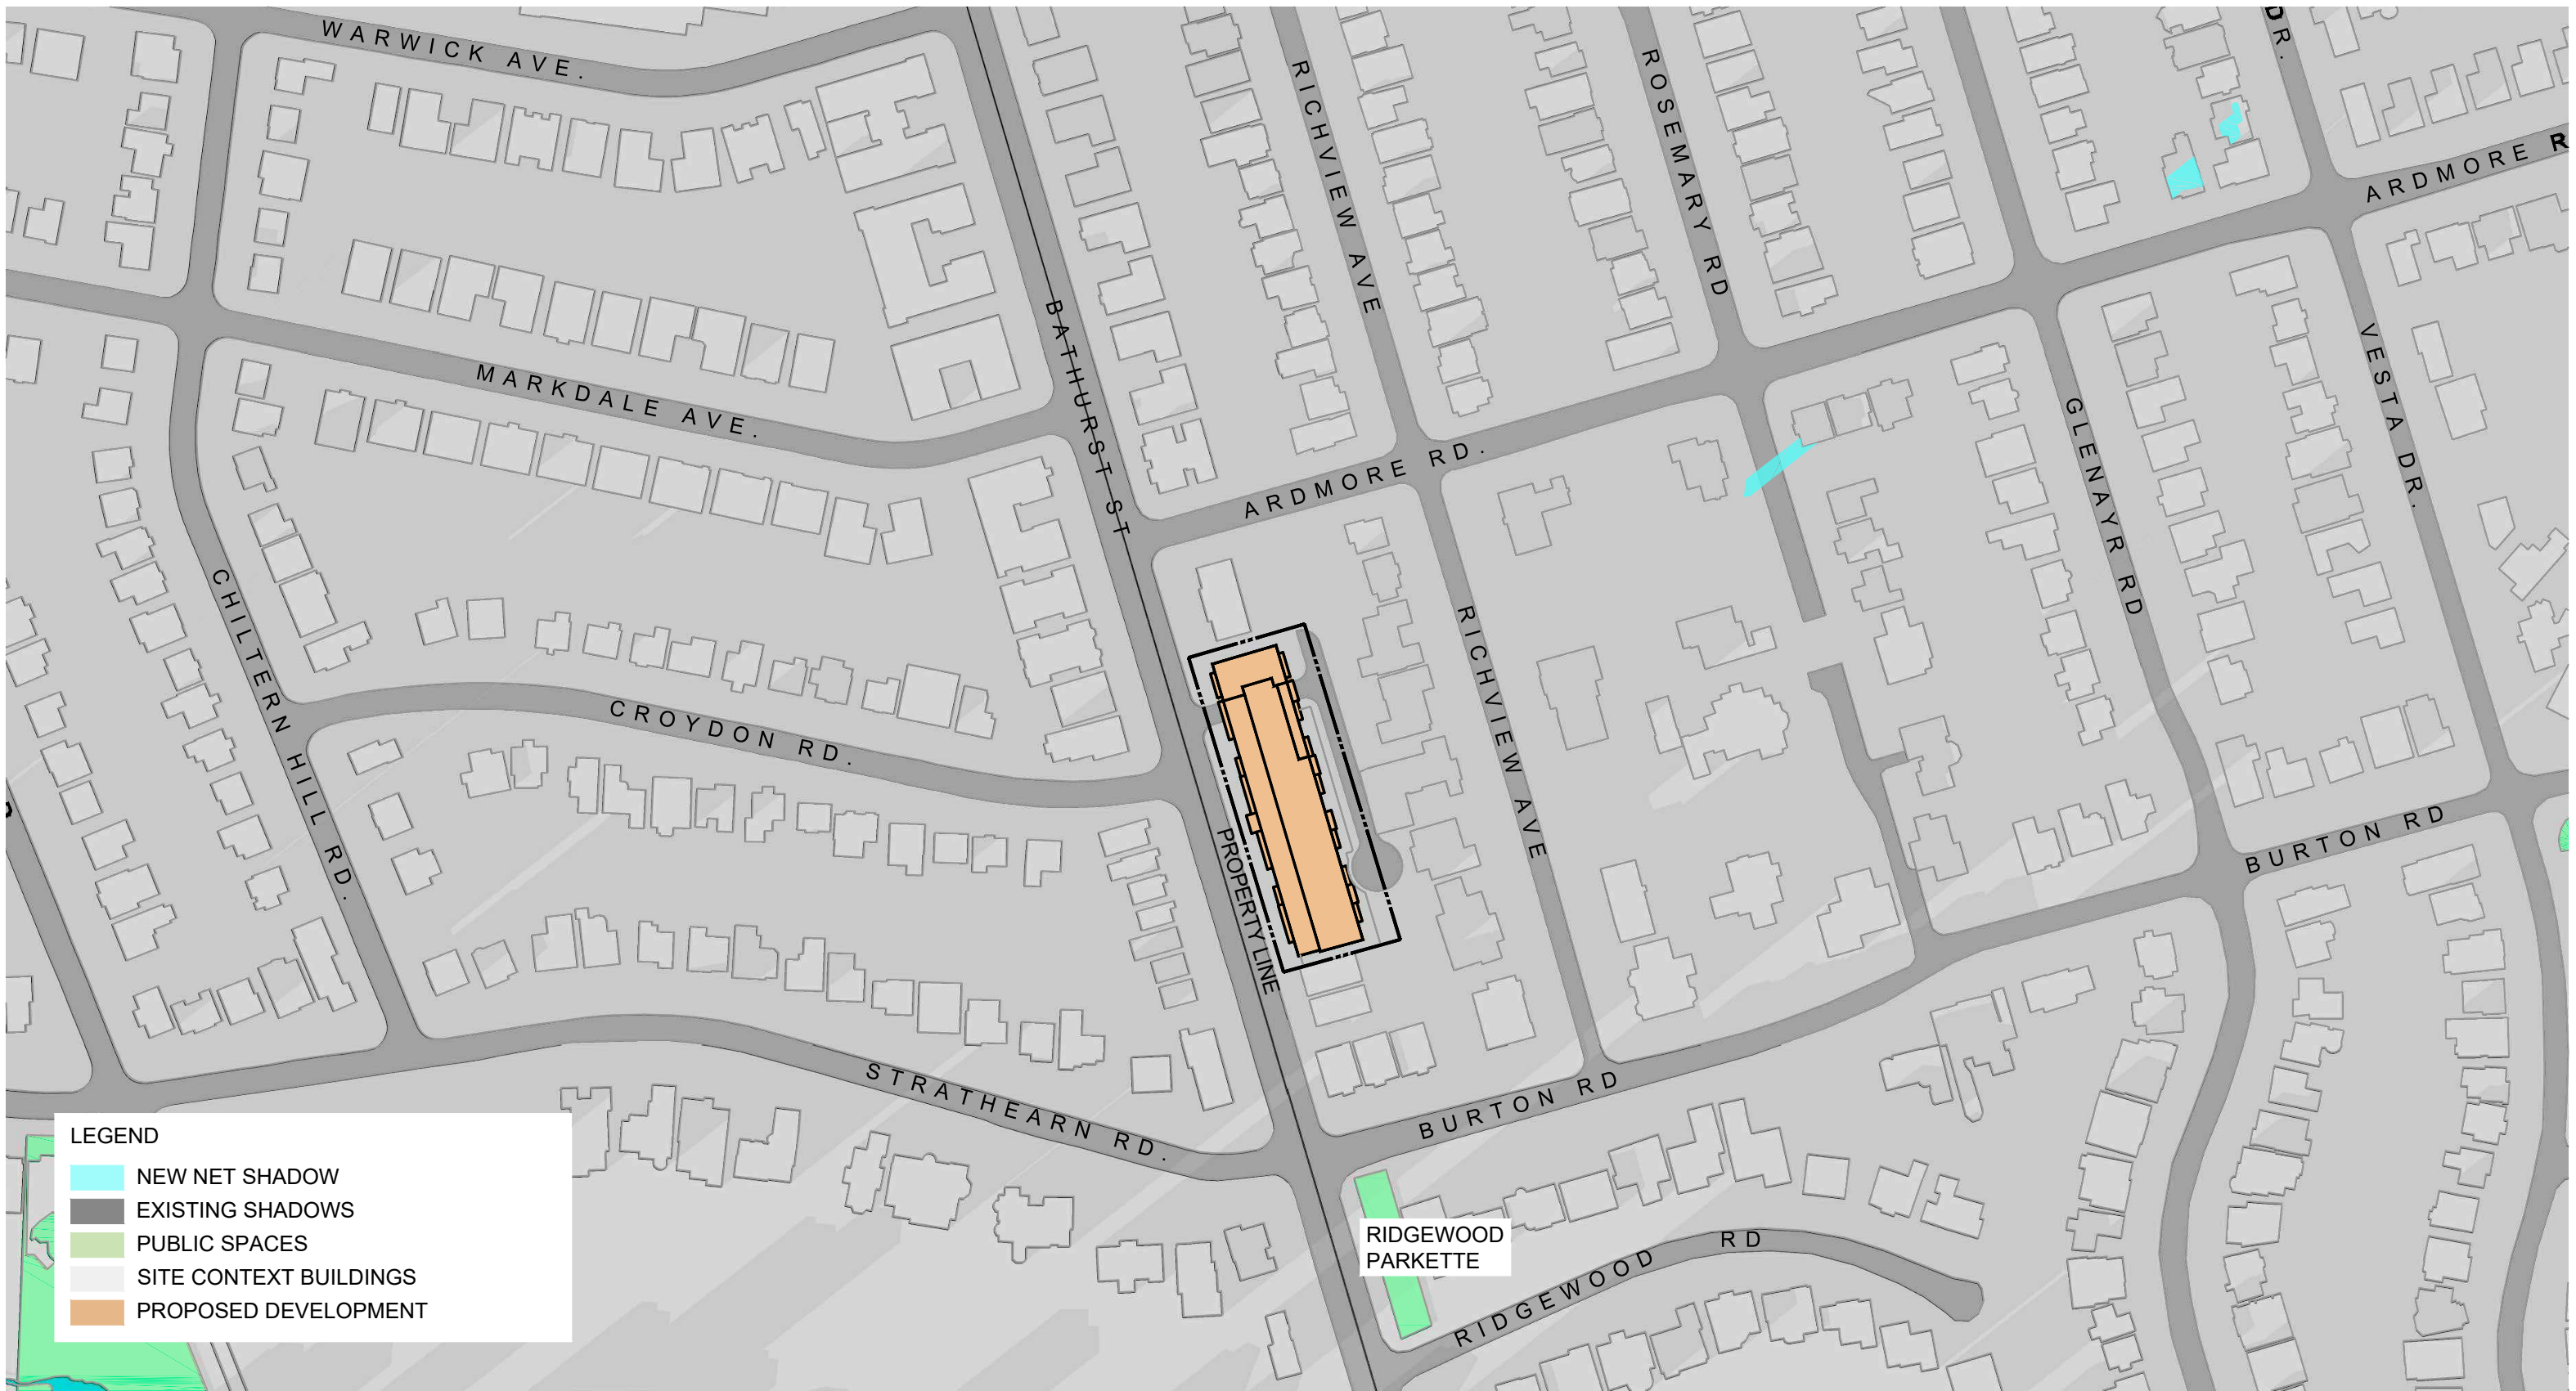 WARWICK AVE.
RICHVIEW AVE
ROSEMARY RD
DR.
ARDMORE R
MARKDALE AVE.
BATHURST ST
ARDMORE RD.
GLENAYR RD
VESTA DR.
CHILTERN HILL RD.
CROYDON RD.
RICHVIEW AVE
PROPERTY LINE
BURTON RD
STRATHEARN RD.
BURTON RD
RIDGEWOOD
PARKETTE
RIDGEWOOD RD
LEGEND
NEW NET SHADOW
EXISTING SHADOWS
PUBLIC SPACES
SITE CONTEXT BUILDINGS
PROPOSED DEVELOPMENT